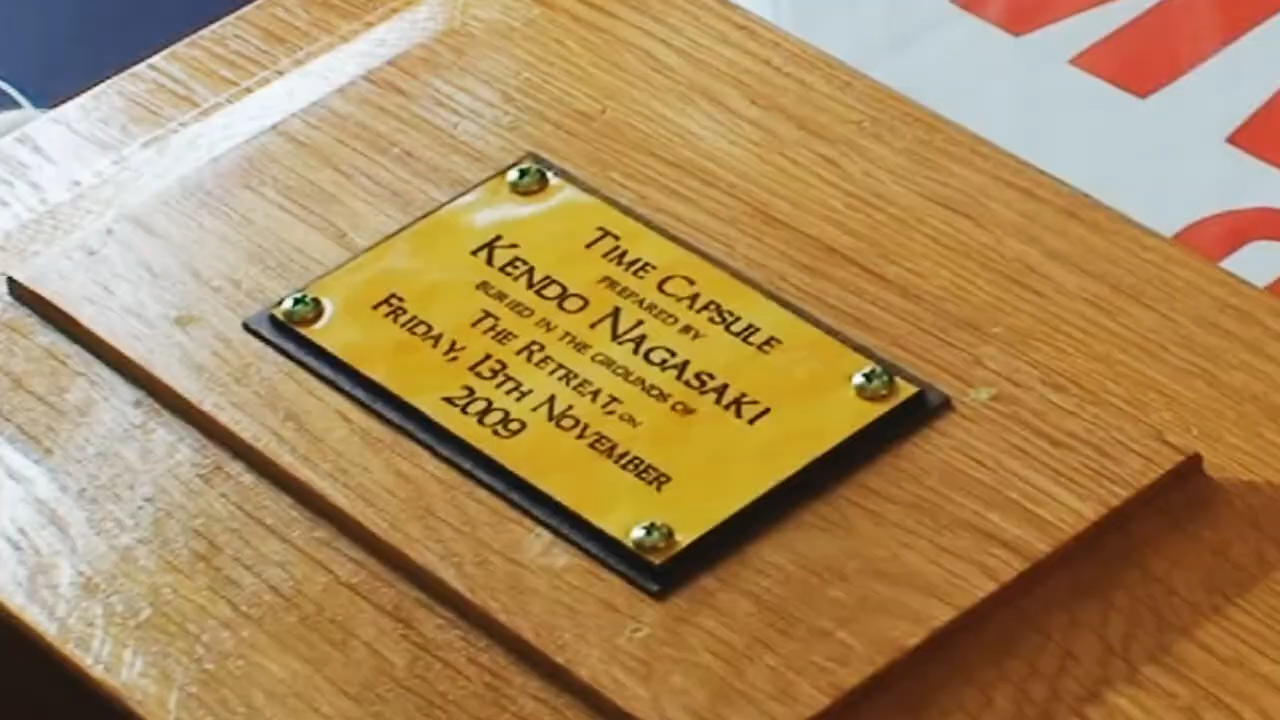 TIME CAPSULE
PREPARED BY
KENDO NAGASAKI
BURIED IN THE GROUNDS OF
THE RETREAT, ON
FRIDAY, 13TH NOVEMBER
2009